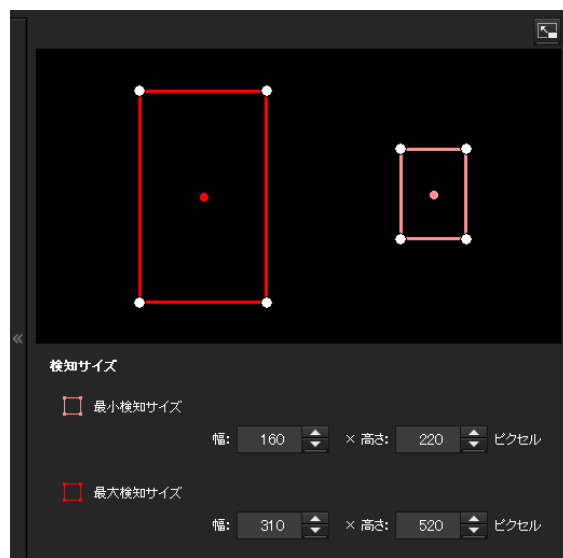 «
検知サイズ
最小検知サイズ
幅: 160 × 高さ: 220 ピクセル
最大検知サイズ
幅: 310 × 高さ: 520 ピクセル